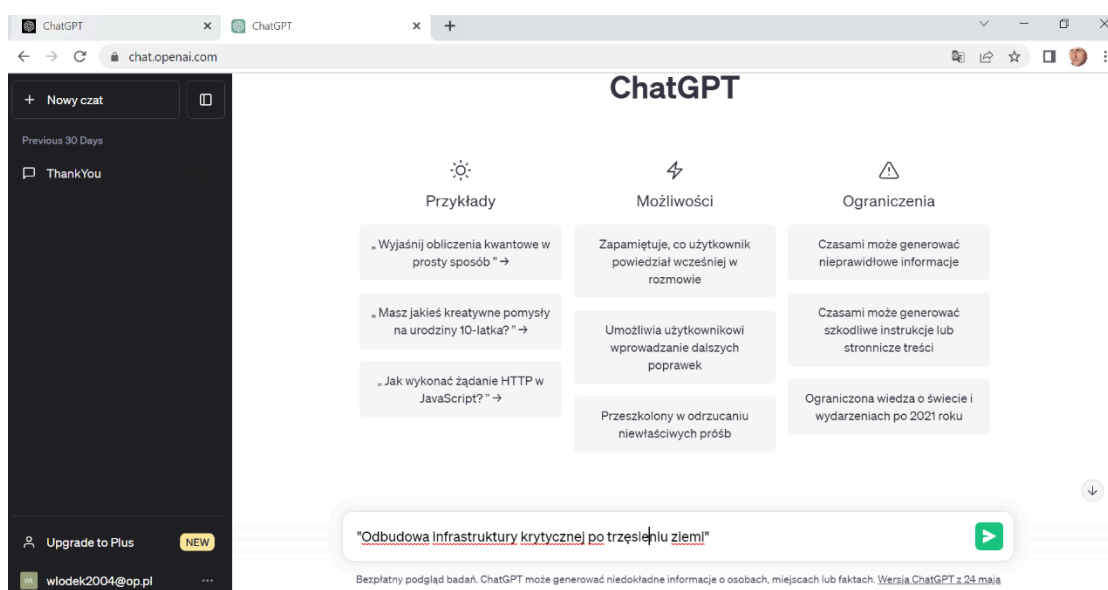 ChatGPT
ChatGPT
chat.openai.com
+ Nowy czat
Previous 30 Days
ThankYou
Upgrade to Plus
NEW
WL
wlodek2004@op.pl
ChatGPT
Przykłady
„ Wyjaśnij obliczenia kwantowe w
prosty sposób ” →
„ Masz jakieś kreatywne pomysły
na urodziny 10-latka? ” →
„ Jak wykonać żądanie HTTP w
JavaScript? ” →
Możliwości
Zapamiętuje, co użytkownik
powiedział wcześniej w
rozmowie
Umożliwia użytkownikowi
wprowadzanie dalszych
poprawek
Przeszkolony w odrzucaniu
niewłaściwych próśb
Ograniczenia
Czasami może generować
nieprawidłowe informacje
Czasami może generować
szkodliwe instrukcje lub
stronnicze treści
Ograniczona wiedza o świecie i
wydarzeniach po 2021 roku
"Odbudowa infrastruktury krytycznej po trzęsieniu ziemi"
Bezpłatny podgląd badań. ChatGPT może generować niedokładne informacje o osobach, miejscach lub faktach. Wersja ChatGPT z 24 maja